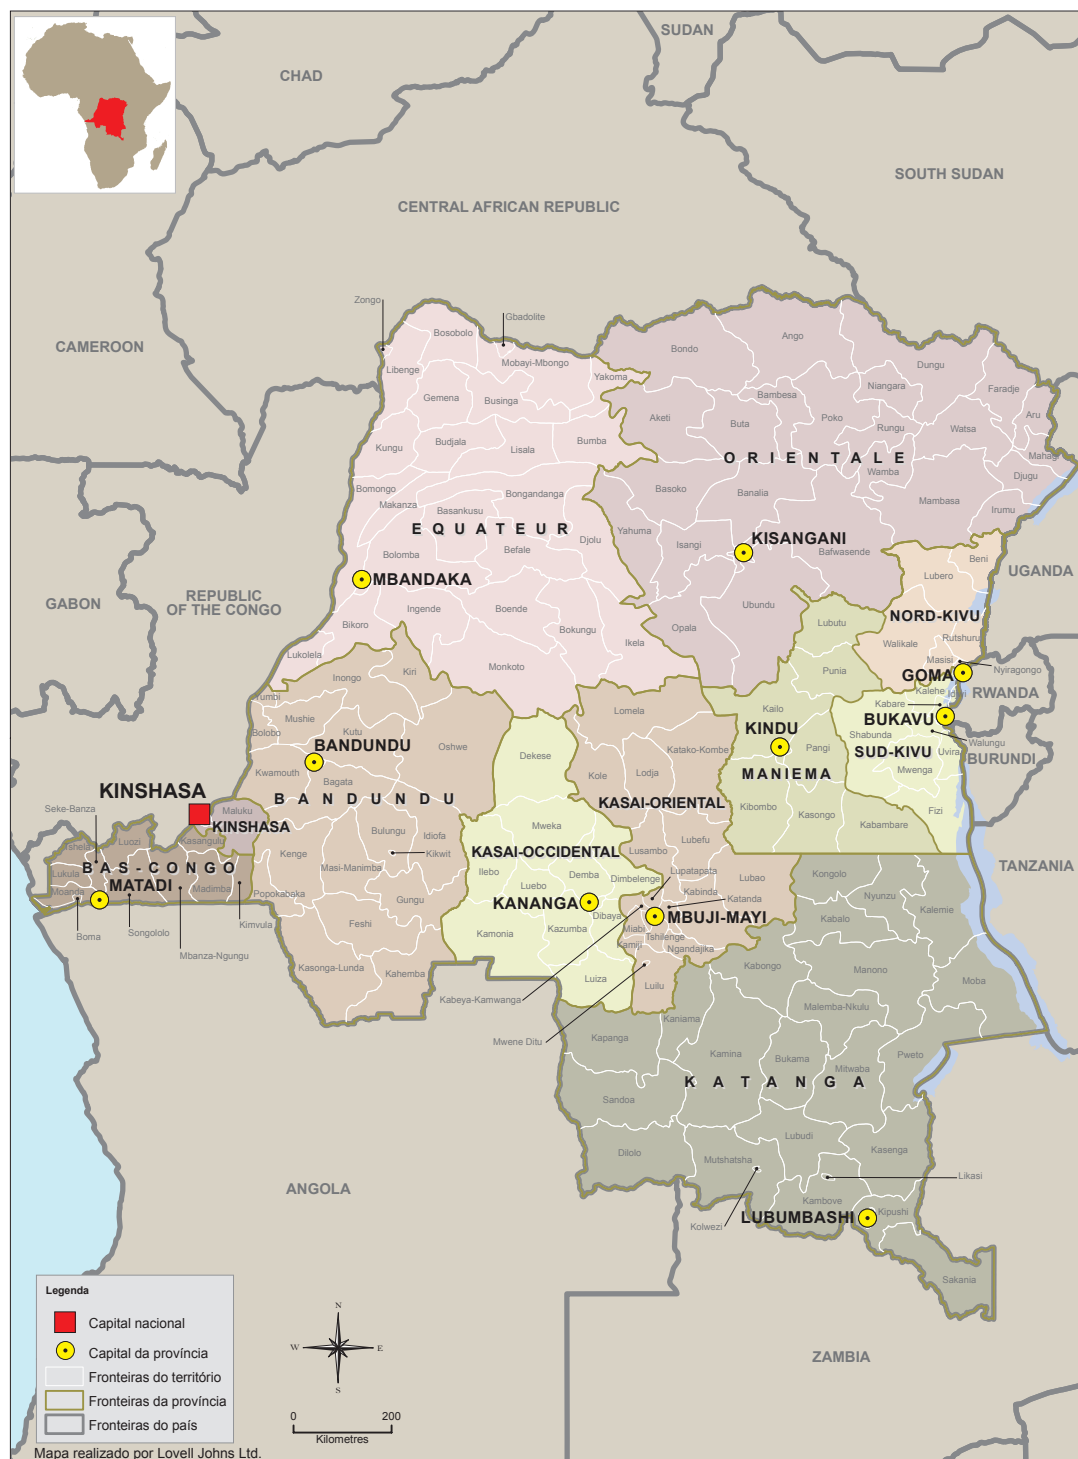 SUDAN
CHAD
SOUTH SUDAN
CENTRAL AFRICAN REPUBLIC
Zongo
Gbadolite
CAMEROON
Bosobolo
Mobayi-Mbongo
Libenge
Yakoma
Gemena
Businga
Kungu
Budjala
Lisala
Bumba
Bomongo
Makanza
Bongandanga
Basankusu
EQUATEUR
Bolomba
Befale
Djolu
MBANDAKA
Ingende
Boende
Bikoro
Bokungu
Ikela
Lukolela
Monkoto
Ango
Bondo
Dungu
Niangara
Faradje
Bambesa
Aketi
Buta
Poko
Rungu
Watsa
Aru
ORIENTALE
Mahagi
Wamba
Djugu
Basoko
Banalia
Mambasa
Irumu
Yahuma
Isangi
KISANGANI
Bafwasende
Ubundu
Opala
Beni
Lubero
UGANDA
NORD-KIVU
Rutshuru
Walikale
Masisi
Nyiragongo
GOMA
RWANDA
Kalehe
Idjwi
Kabare
BUKAVU
Shabunda
Walungu
SUD-KIVU
Uvira
BURUNDI
Mwenga
Fizi
TANZANIA
Lubutu
Punia
Kailo
KINDU
Pangi
MANIEMA
Kibombo
Kasongo
Kabambare
GABON
REPUBLIC
OF THE CONGO
Kiri
Inongo
Yumbi
Mushie
Bolobo
Kutu
BANDUNDU
Oshwe
Kwamouth
Bagata
BANDUNDU
Bulungu
Idiofa
Kenge
Kikwit
Masi-Manimba
Popokabaka
Gungu
Feshi
Kasonga-Lunda
Kahemba
KINSHASA
Maluku
KINSHASA
Seke-Banza
Luozi
Kasangulu
Tshela
BAS-CONGO
Lukula
MATADI
Moanda
Madimba
Boma
Songololo
Kimvula
Mbanza-Ngungu
Dekese
Mweka
KASAI-OCCIDENTAL
Ilebo
Demba
Luebo
Dimbelenge
KANANGA
Dibaya
Kamonia
Kazumba
Luiza
Lomela
Katako-Kombe
Kole
Lodja
KASAI-ORIENTAL
Lubefu
Lusambo
Lupatapata
Lubao
Kabinda
Katanda
MBUJI-MAYI
Miabi
Tshilenge
Kamiji
Ngandajika
Luilu
Kabeya-Kamwanga
Mwene Ditu
Kongolo
Nyunzu
Kabalo
Kalemie
Kabongo
Manono
Moba
Malemba-Nkulu
Kaniama
Kapanga
Kamina
Bukama
Pweto
Mitwaba
KATANGA
Sandoa
Lubudi
Dilolo
Mutshatsha
Kasenga
Likasi
Kambove
Kolwezi
LUBUMBASHI
Kipushi
Sakania
ANGOLA
ZAMBIA
Legenda
Capital nacional
Capital da província
Fronteiras do território
Fronteiras da província
Fronteiras do país
N
W
E
S
0 200
Kilometres
Mapa realizado por Lovell Johns Ltd.